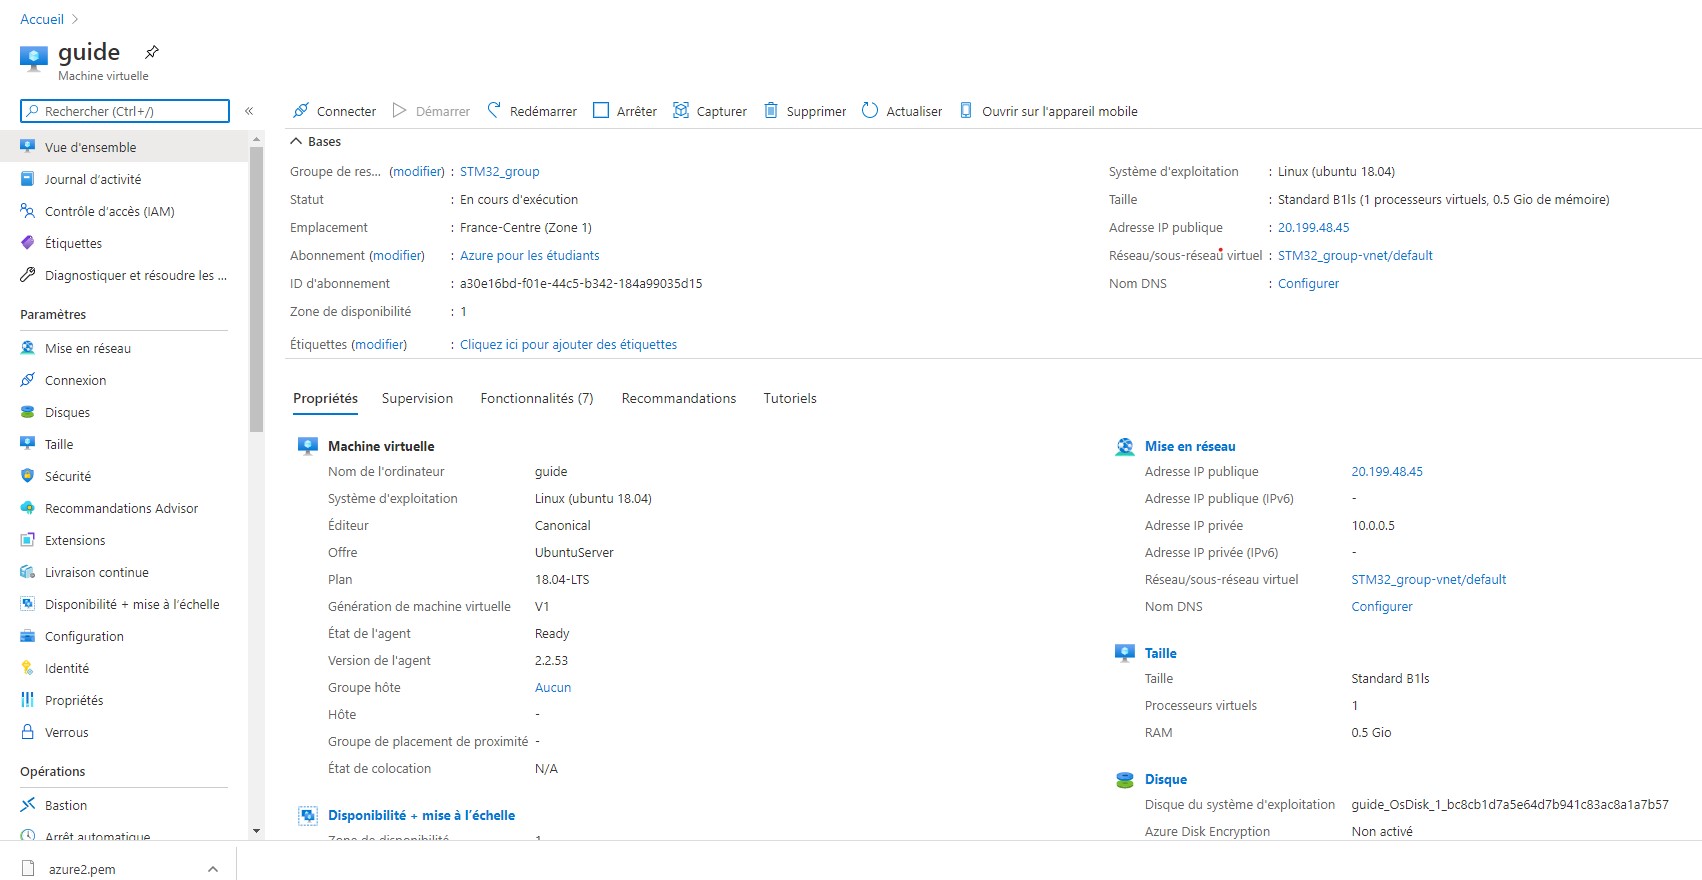 Accueil
guide
Machine virtuelle
Rechercher (Ctrl+/)
«
Connecter Démarrer Redémarrer Arrêter Capturer Supprimer Actualiser Ouvrir sur l'appareil mobile
Vue d'ensemble
Journal d'activité
Contrôle d'accès (IAM)
Étiquettes
Diagnostiquer et résoudre les ...
Paramètres
Mise en réseau
Connexion
Disques
Taille
Sécurité
Recommandations Advisor
Extensions
Livraison continue
Disponibilité + mise à l'échelle
Configuration
Identité
Propriétés
Verrous
Opérations
Bastion
Arrêt automatique
Bases
Groupe de res... (modifier) : STM32_group
Statut : En cours d'exécution
Emplacement : France-Centre (Zone 1)
Abonnement (modifier) : Azure pour les étudiants
ID d'abonnement : a30e16bd-f01e-44c5-b342-184a99035d15
Zone de disponibilité : 1
Étiquettes (modifier) : Cliquez ici pour ajouter des étiquettes
Système d'exploitation : Linux (ubuntu 18.04)
Taille : Standard B1ls (1 processeurs virtuels, 0.5 Gio de mémoire)
Adresse IP publique : 20.199.48.45
Réseau/sous-réseau virtuel : STM32_group-vnet/default
Nom DNS : Configurer
Propriétés Supervision Fonctionnalités (7) Recommandations Tutoriels
Machine virtuelle
Nom de l'ordinateur guide
Système d'exploitation Linux (ubuntu 18.04)
Éditeur Canonical
Offre UbuntuServer
Plan 18.04-LTS
Génération de machine virtuelle V1
État de l'agent Ready
Version de l'agent 2.2.53
Groupe hôte Aucun
Hôte -
Groupe de placement de proximité -
État de colocation N/A
Disponibilité + mise à l'échelle
Zone de disponibilité 1
Mise en réseau
Adresse IP publique 20.199.48.45
Adresse IP publique (IPv6) -
Adresse IP privée 10.0.0.5
Adresse IP privée (IPv6) -
Réseau/sous-réseau virtuel STM32_group-vnet/default
Nom DNS Configurer
Taille
Taille Standard B1ls
Processeurs virtuels 1
RAM 0.5 Gio
Disque
Disque du système d'exploitation guide_OsDisk_1_bc8cb1d7a5e64d7b941c83ac8a1a7b57
Azure Disk Encryption Non activé
azure2.pem